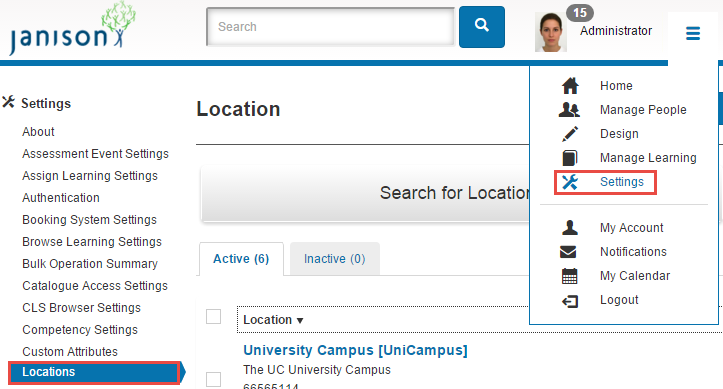 janison
Search
15
Administrator
Settings
About
Assessment Event Settings
Assign Learning Settings
Authentication
Booking System Settings
Browse Learning Settings
Bulk Operation Summary
Catalogue Access Settings
CLS Browser Settings
Competency Settings
Custom Attributes
Locations
Location
Search for Location
Active (6)
Inactive (0)
Location
University Campus [UniCampus]
The UC University Campus
66565114
Home
Manage People
Design
Manage Learning
Settings
My Account
Notifications
My Calendar
Logout